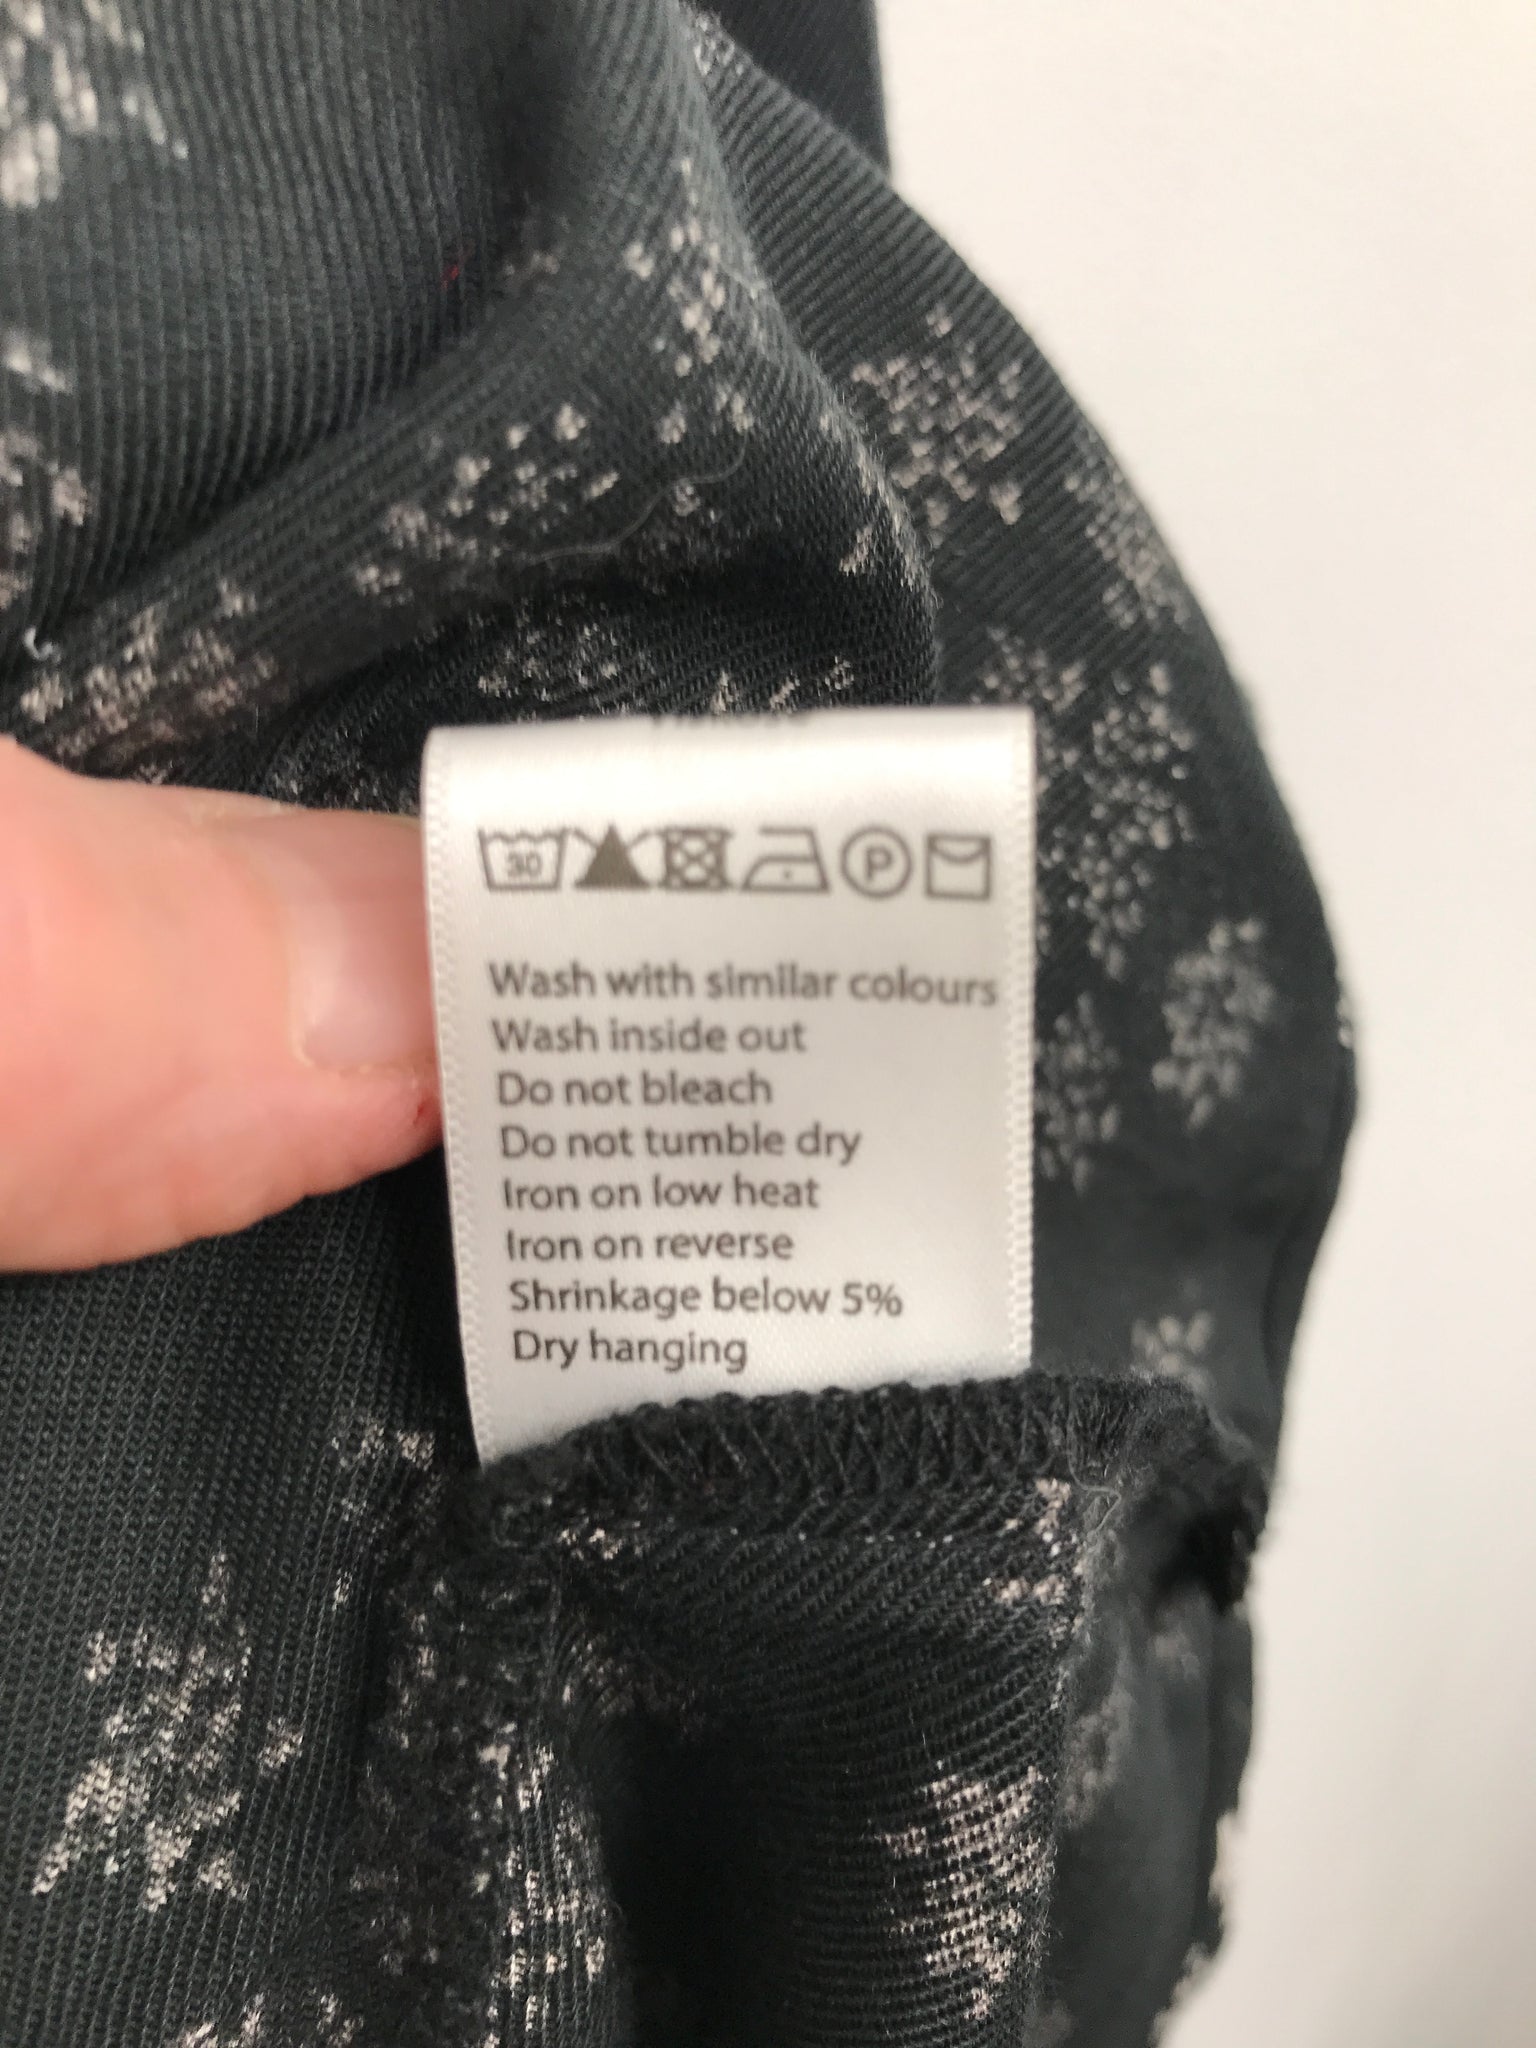 30 P
Wash with similar colours
Wash inside out
Do not bleach
Do not tumble dry
Iron on low heat
Iron on reverse
Shrinkage below 5%
Dry hanging